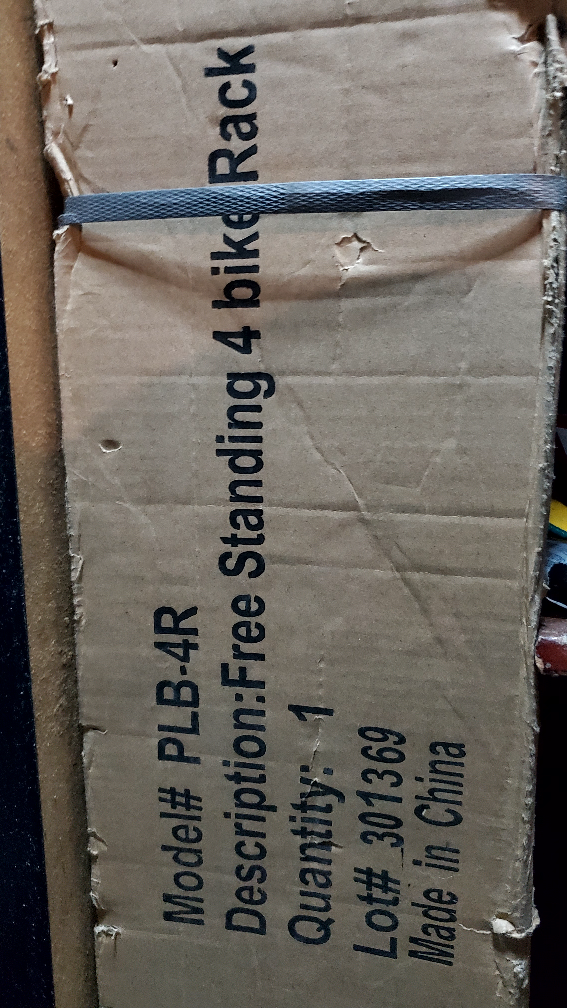 Model# PLB-4R
Description:Free Standing 4 bike Rack
Quantity: 1
Lot# 301369
Made in China